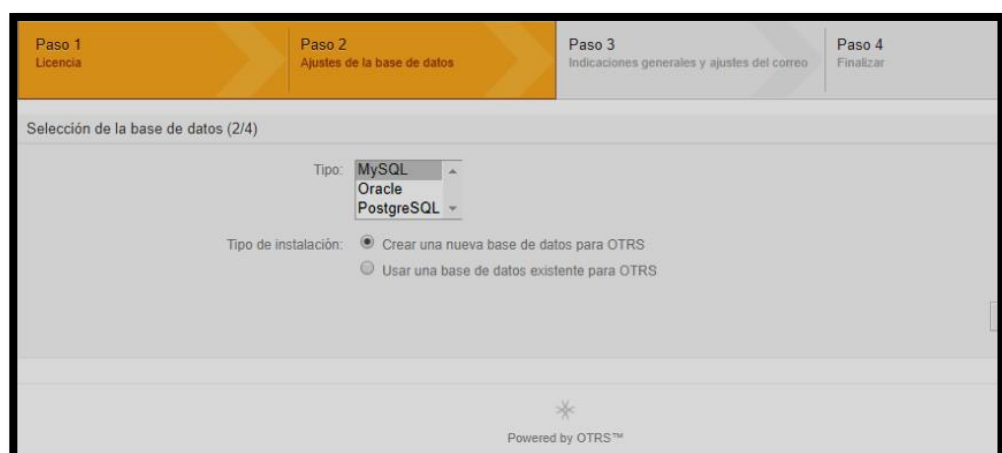 Paso 1
Licencia
Paso 2
Ajustes de la base de datos
Paso 3
Indicaciones generales y ajustes del correo
Paso 4
Finalizar
Selección de la base de datos (2/4)
Tipo:
MySQL
Oracle
PostgreSQL
Tipo de instalación:
Crear una nueva base de datos para OTRS
Usar una base de datos existente para OTRS
Powered by OTRS™